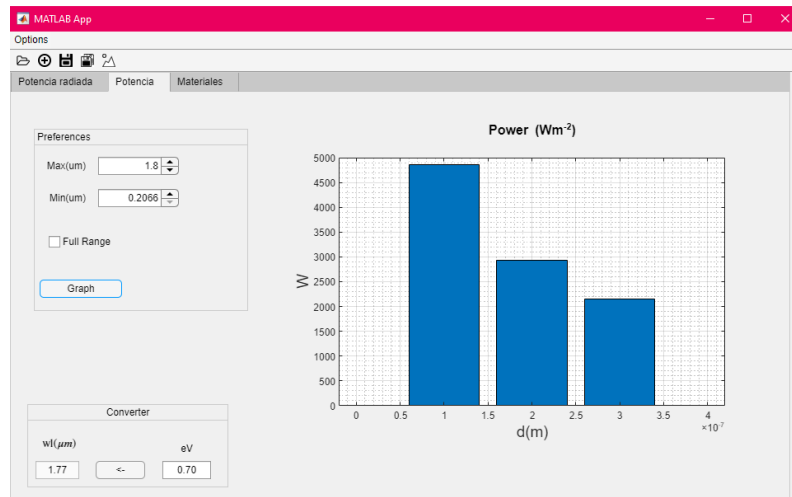 MATLAB App
Options
Potencia radiada Potencia Materiales
Preferences
Max(um) 1.8
Min(um) 0.2066
Full Range
Graph
Converter
wl(μm) eV
1.77 <- 0.70
Power (Wm-2)
5000
4500
4000
3500
3000
2500
2000
1500
1000
500
0
W
0 0.5 1 1.5 2 2.5 3 3.5 4
×10-7
d(m)